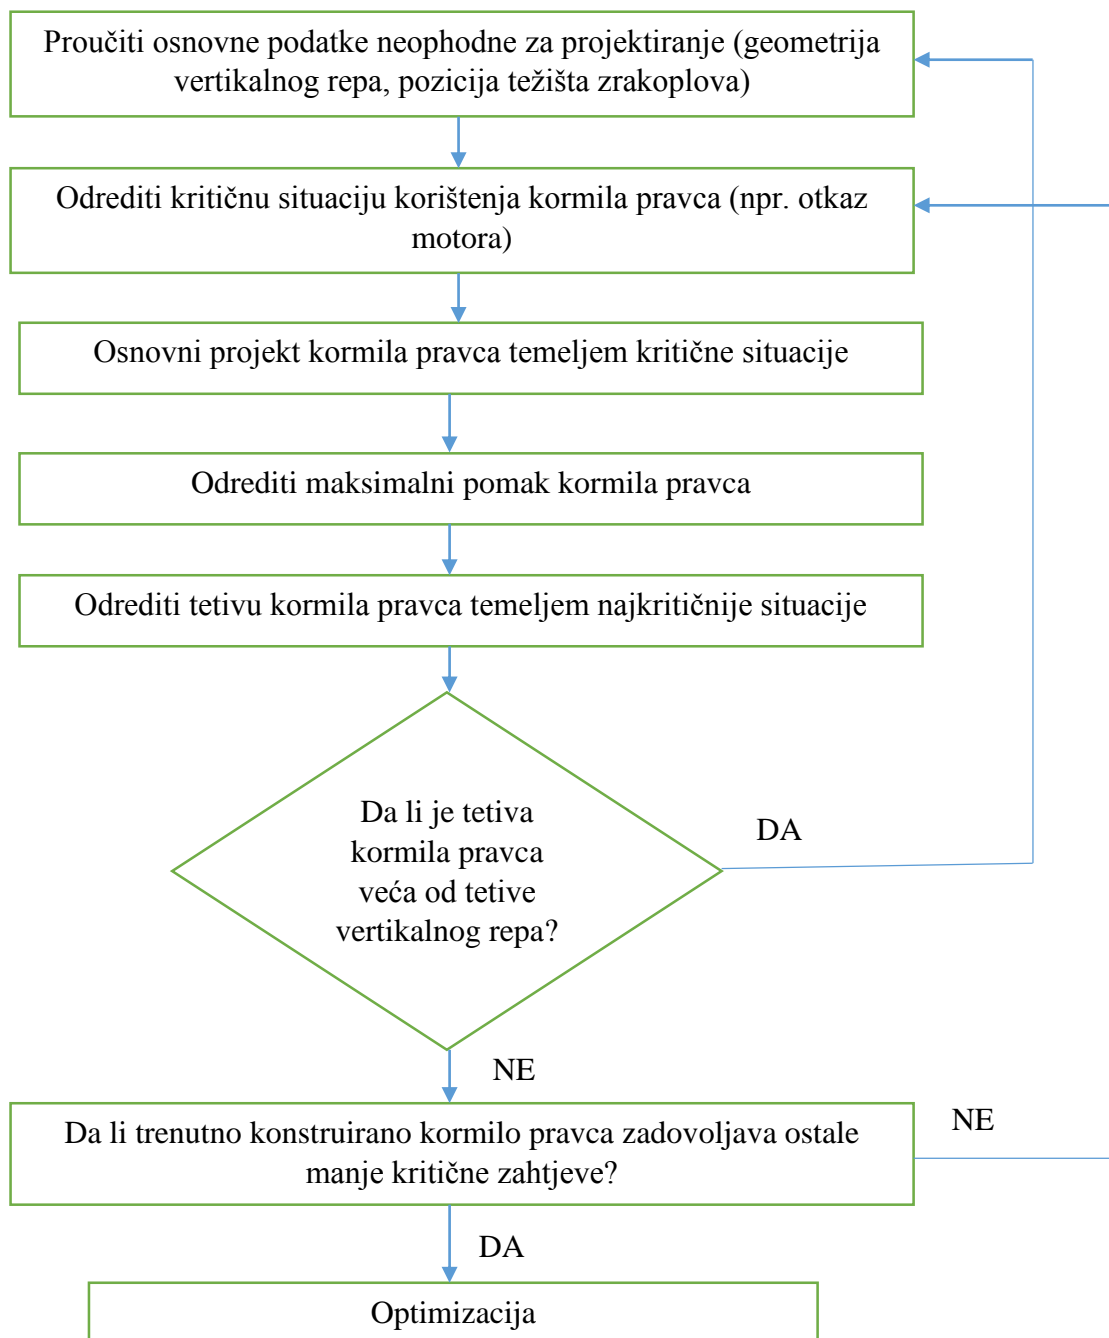 Proučiti osnovne podatke neophodne za projektiranje (geometrija
vertikalnog repa, pozicija težišta zrakoplova)
Odrediti kritičnu situaciju korištenja kormila pravca (npr. otkaz
motora)
Osnovni projekt kormila pravca temeljem kritične situacije
Odrediti maksimalni pomak kormila pravca
Odrediti tetivu kormila pravca temeljem najkritičnije situacije
Da li je tetiva
kormila pravca
veća od tetive
vertikalnog repa?
DA
NE
Da li trenutno konstruirano kormilo pravca zadovoljava ostale
manje kritične zahtjeve?
NE
DA
Optimizacija